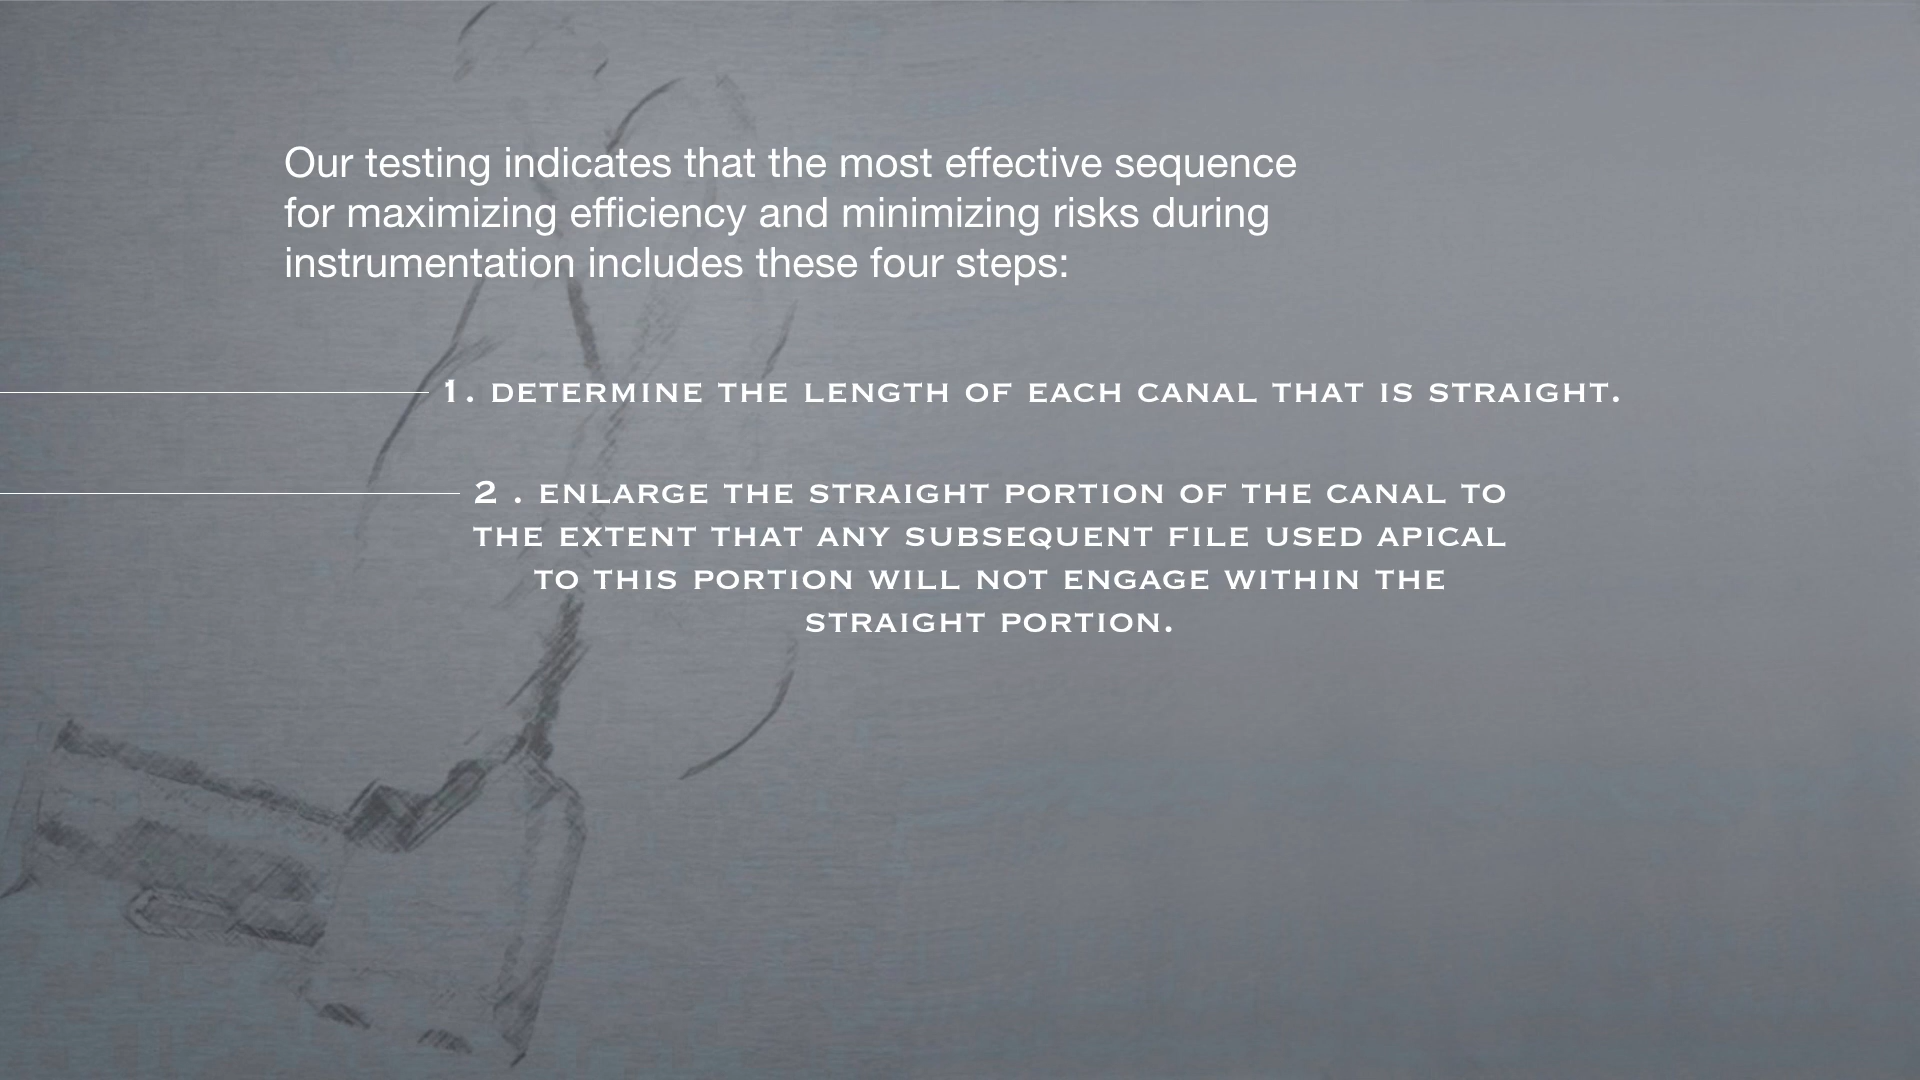 Our testing indicates that the most effective sequence
for maximizing efficiency and minimizing risks during
instrumentation includes these four steps:
1. DETERMINE THE LENGTH OF EACH CANAL THAT IS STRAIGHT.
2 . ENLARGE THE STRAIGHT PORTION OF THE CANAL TO
THE EXTENT THAT ANY SUBSEQUENT FILE USED APICAL
TO THIS PORTION WILL NOT ENGAGE WITHIN THE
STRAIGHT PORTION.